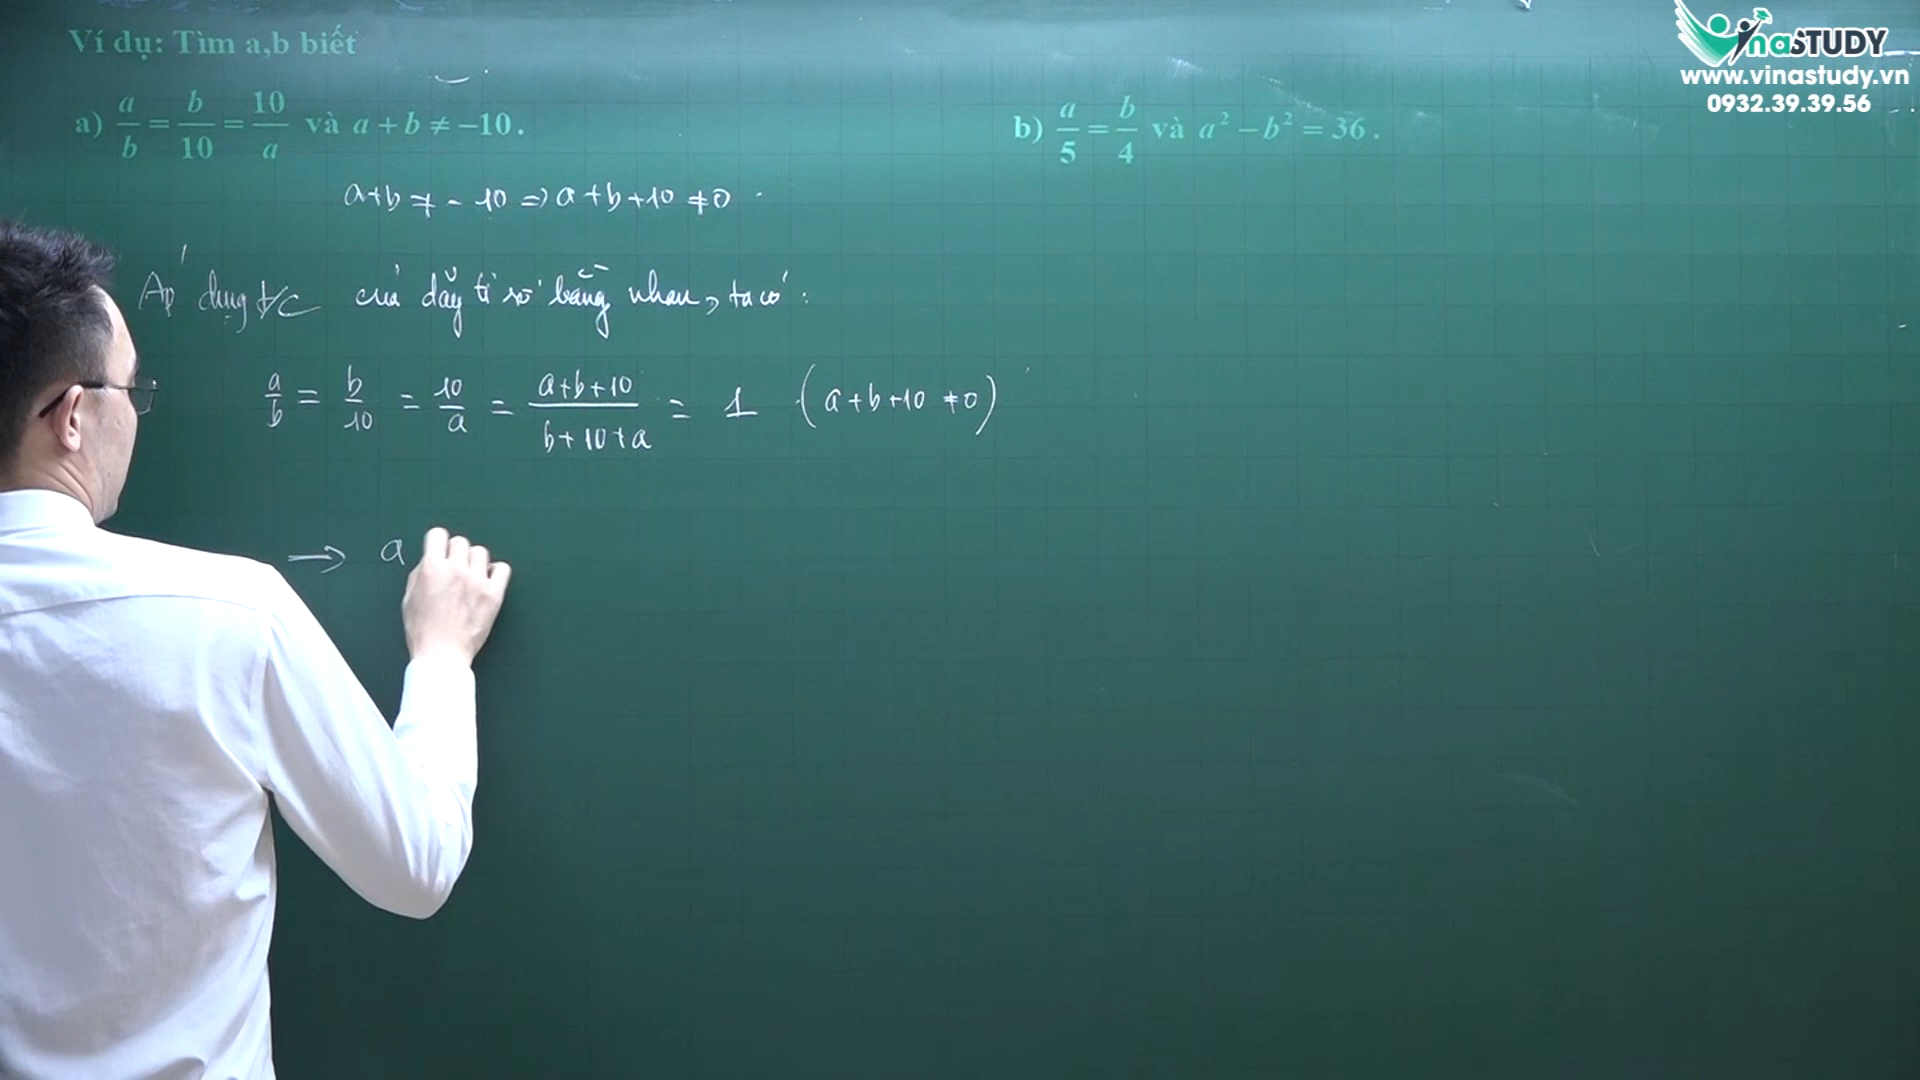 Ví dụ: Tìm a,b biết
a) a/b = b/10 = 10/a và a + b ≠ −10.
b) a/5 = b/4 và a² − b² = 36.
a+b ≠ - 10 => a+b+10 ≠ 0
Áp dụng t/c của dãy tỉ số bằng nhau, ta có :
a/b = b/10 = 10/a = (a+b+10)/(b+10+a) = 1 (a+b+10 ≠ 0)
→ a
VinaSTUDY
www.vinastudy.vn
0932.39.39.56